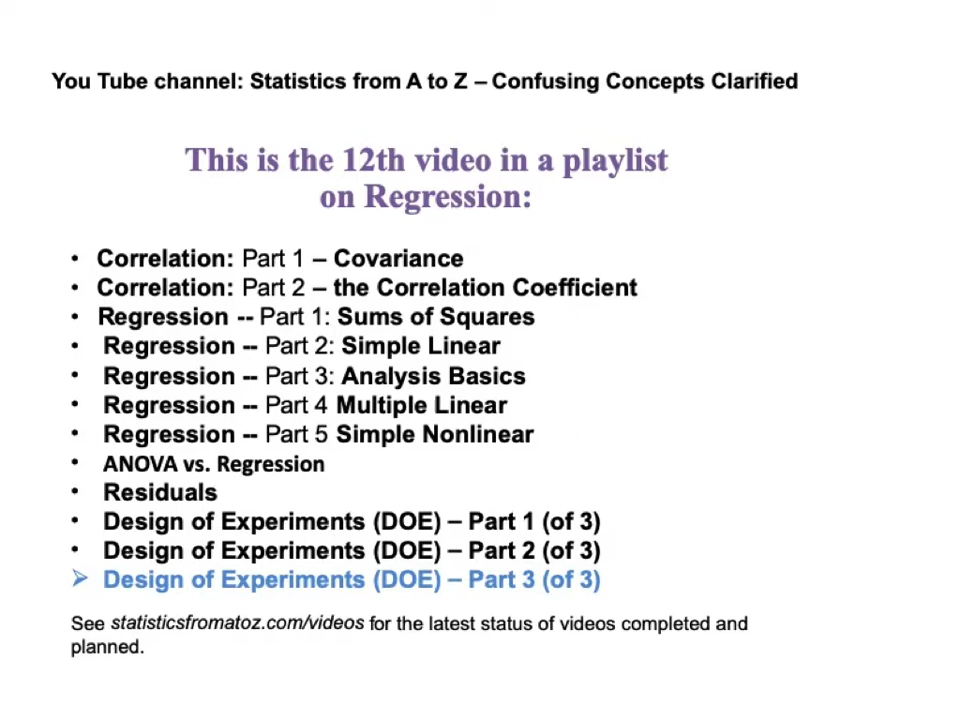 You Tube channel: Statistics from A to Z – Confusing Concepts Clarified
This is the 12th video in a playlist
on Regression:
• Correlation: Part 1 – Covariance
• Correlation: Part 2 – the Correlation Coefficient
• Regression -- Part 1: Sums of Squares
• Regression -- Part 2: Simple Linear
• Regression -- Part 3: Analysis Basics
• Regression -- Part 4 Multiple Linear
• Regression -- Part 5 Simple Nonlinear
• ANOVA vs. Regression
• Residuals
• Design of Experiments (DOE) – Part 1 (of 3)
• Design of Experiments (DOE) – Part 2 (of 3)
➢ Design of Experiments (DOE) – Part 3 (of 3)
See statisticsfromatoz.com/videos for the latest status of videos completed and
planned.